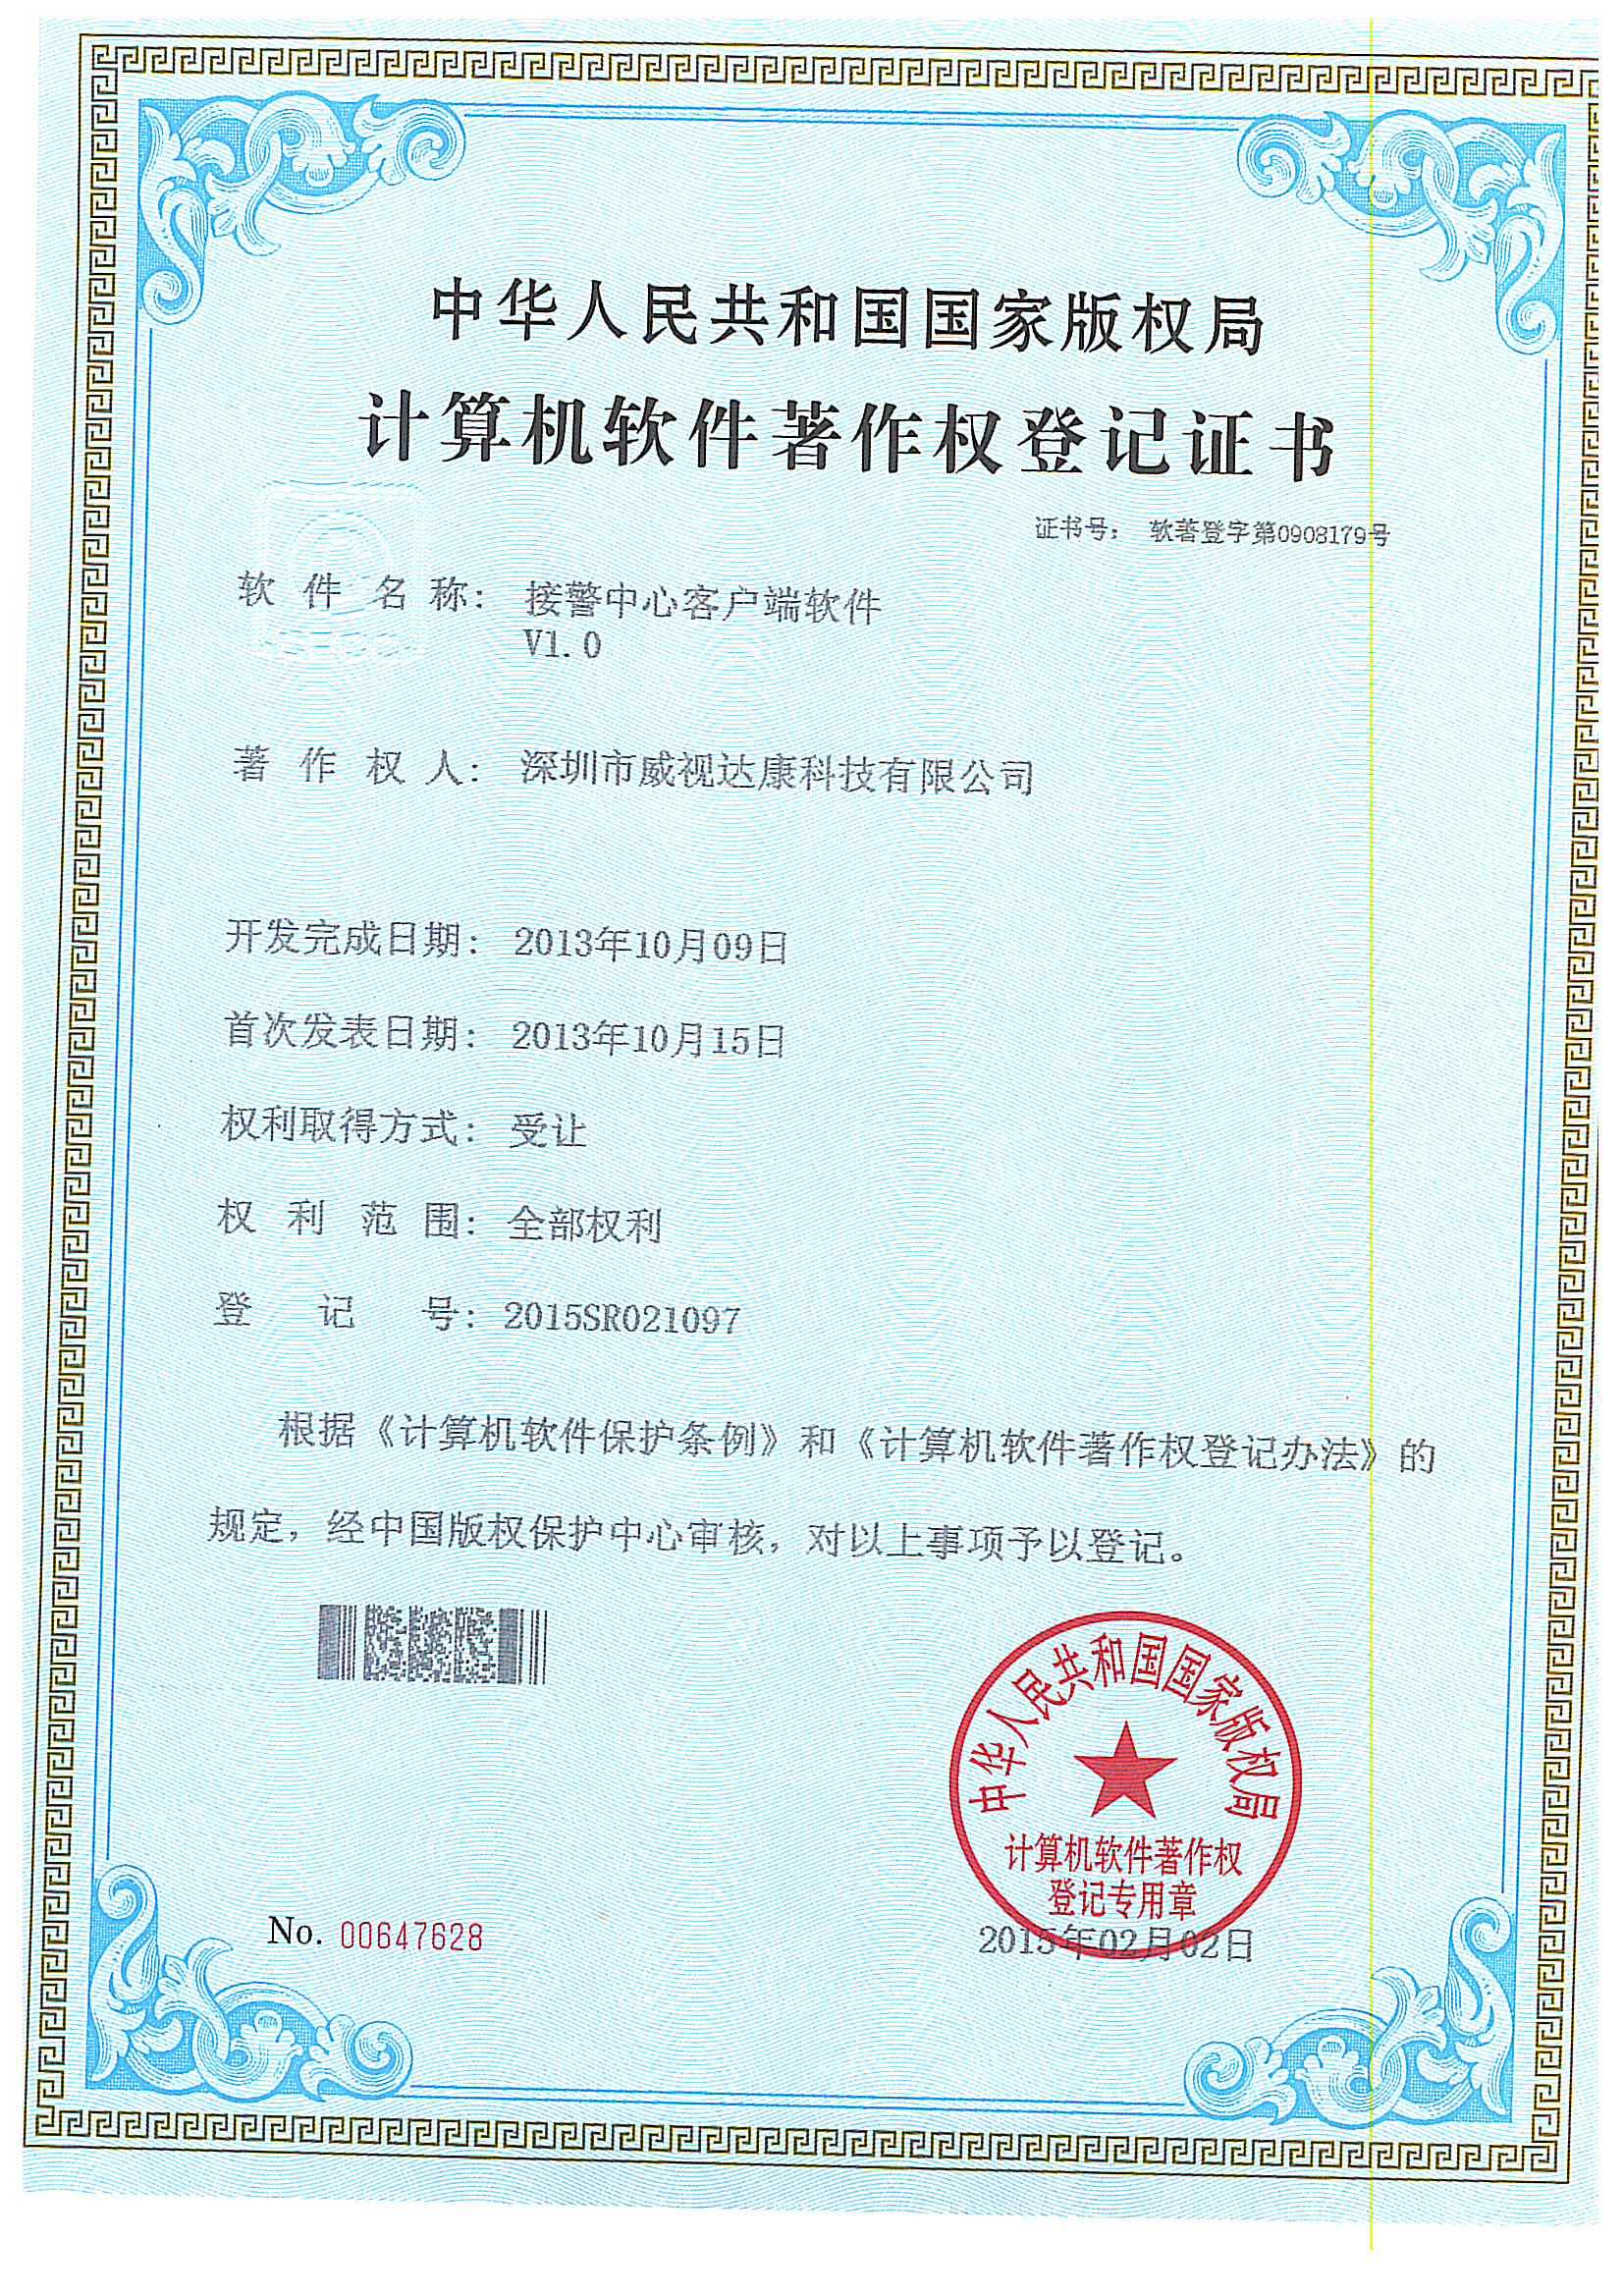 中华人民共和国国家版权局
计算机软件著作权登记证书
证书号： 软著登字第0908179号
软件名称： 接警中心客户端软件
V1.0
著作权人： 深圳市威视达康科技有限公司
开发完成日期： 2013年10月09日
首次发表日期： 2013年10月15日
权利取得方式： 受让
权利范围： 全部权利
登记号： 2015SR021097
根据《计算机软件保护条例》和《计算机软件著作权登记办法》的
规定，经中国版权保护中心审核，对以上事项予以登记。
中华人民共和国国家版权局
计算机软件著作权
登记专用章
No. 00647628
2015年02月02日